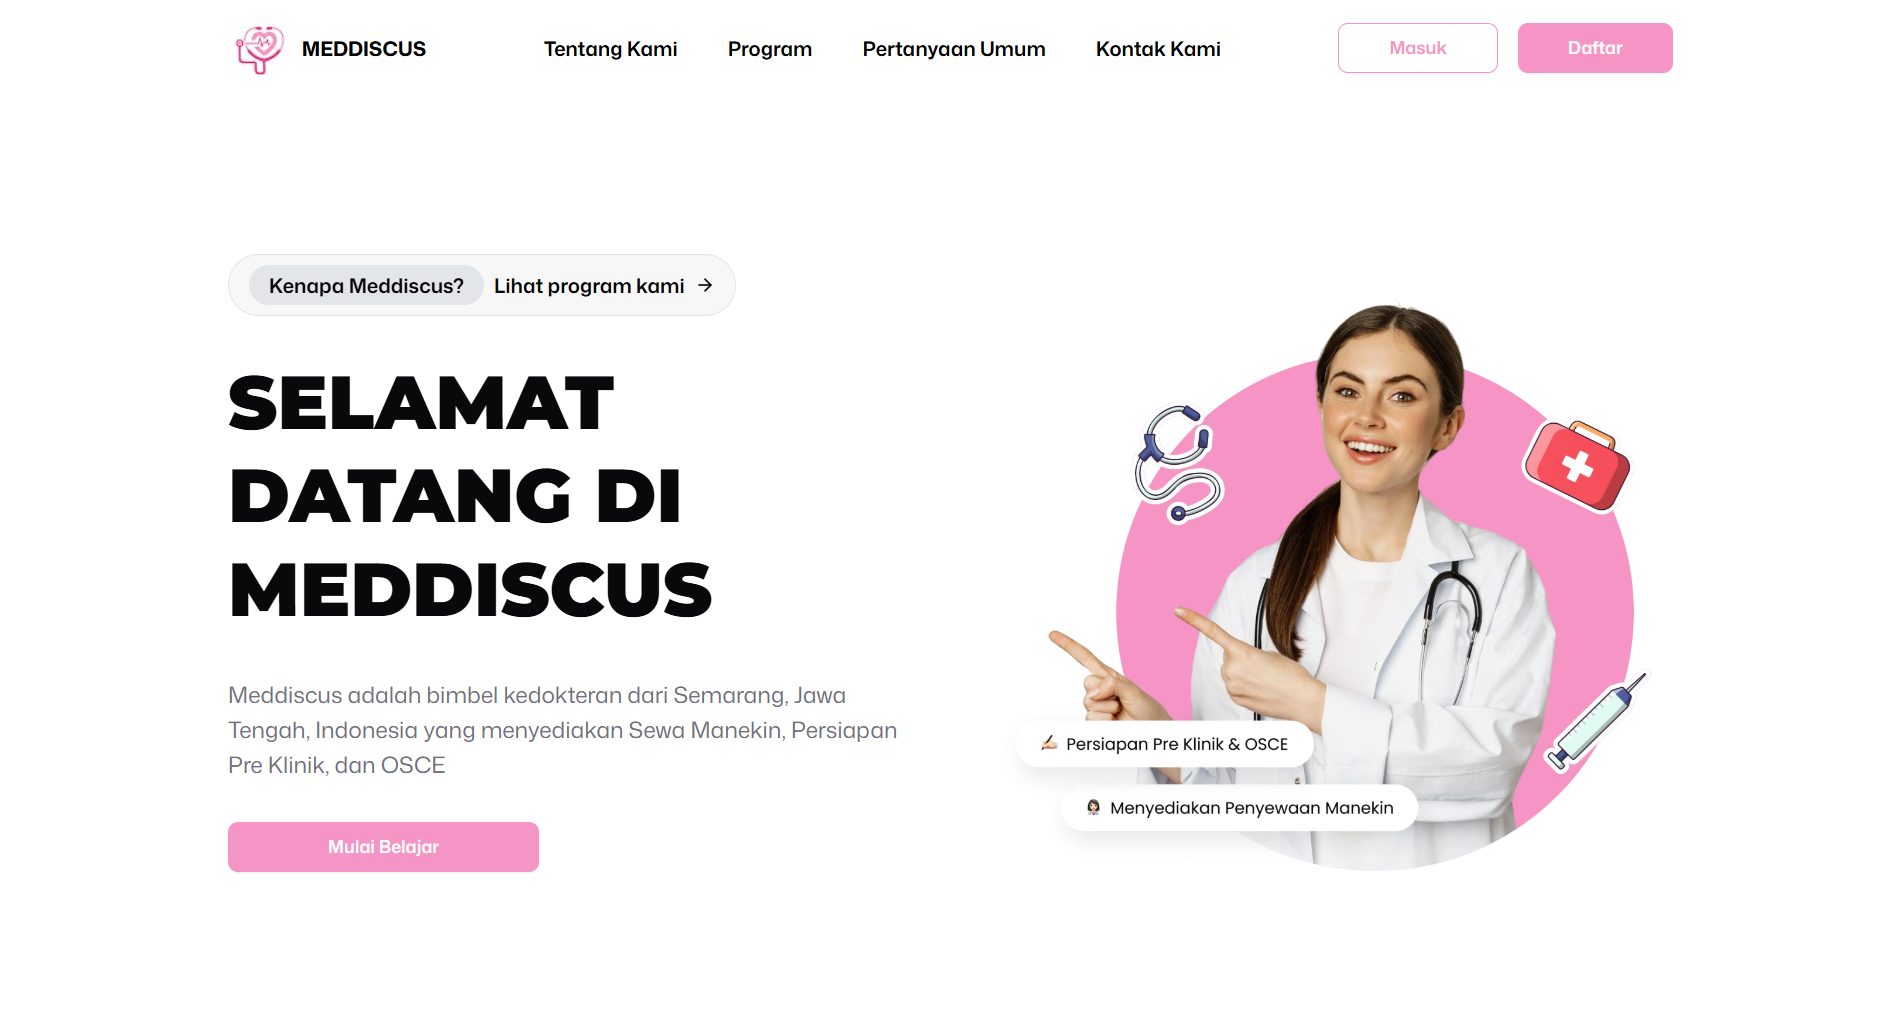 MEDDISCUS
Tentang Kami
Program
Pertanyaan Umum
Kontak Kami
Masuk
Daftar
Kenapa Meddiscus? Lihat program kami →
SELAMAT
DATANG DI
MEDDISCUS
Meddiscus adalah bimbel kedokteran dari Semarang, Jawa
Tengah, Indonesia yang menyediakan Sewa Manekin, Persiapan
Pre Klinik, dan OSCE
Mulai Belajar
Persiapan Pre Klinik & OSCE
Menyediakan Penyewaan Manekin